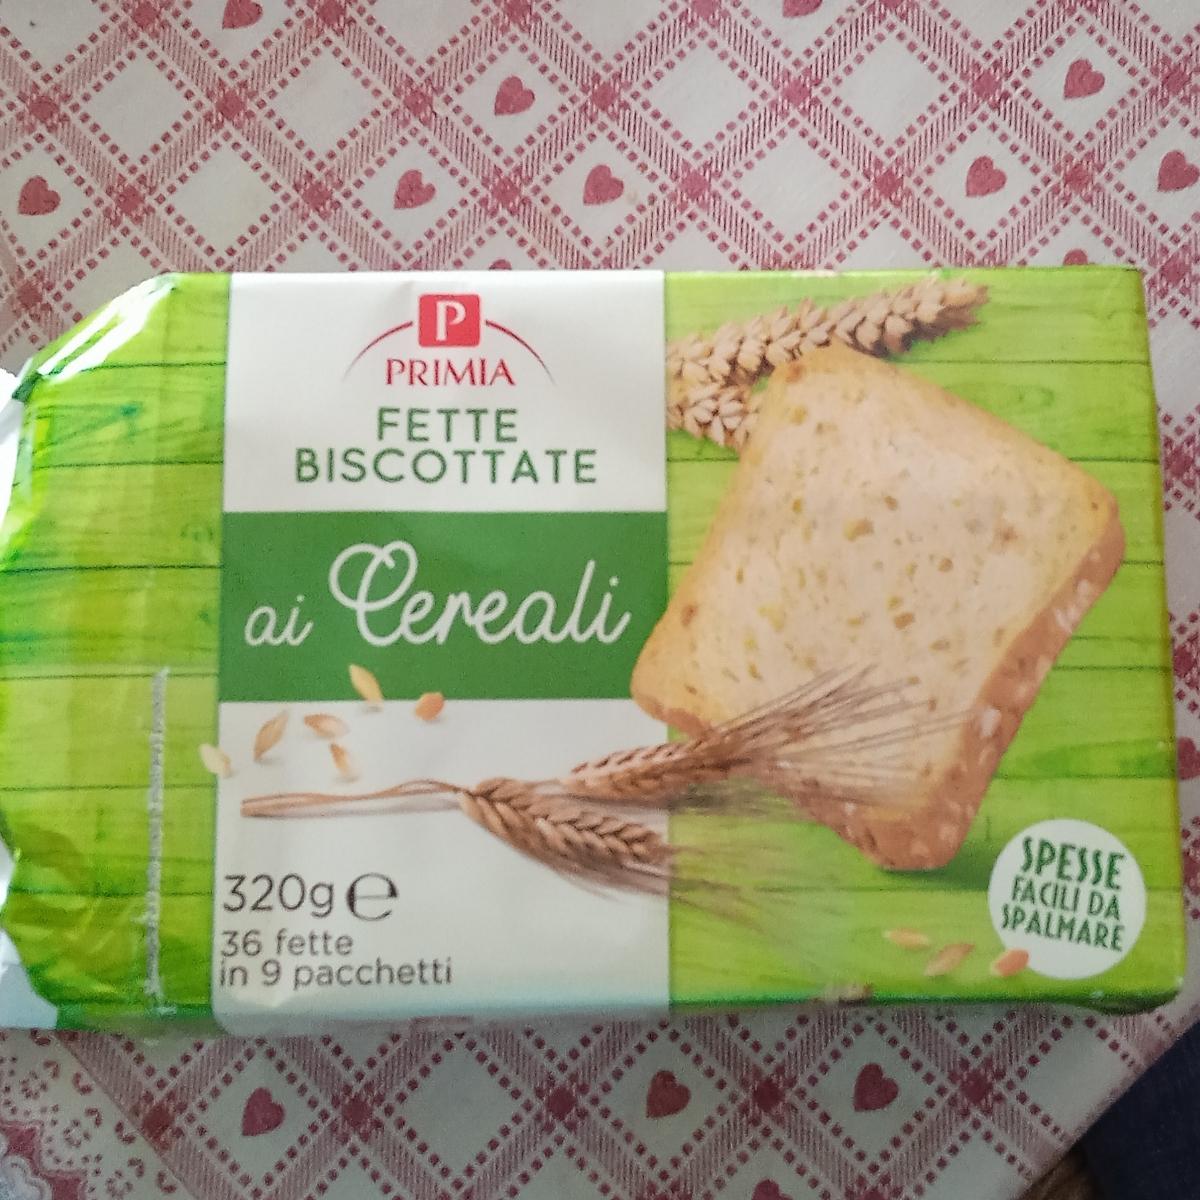 P
PRIMIA
FETTE
BISCOTTATE
ai Cereali
320g ℮
36 fette
in 9 pacchetti
SPESSE
FACILI DA
SPALMARE